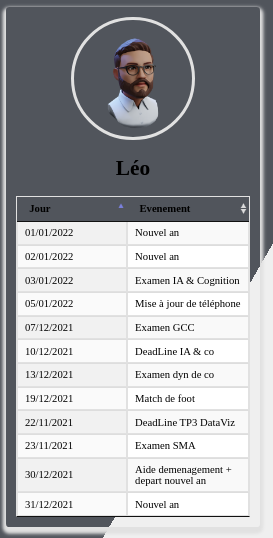 Léo
Jour Evenement
01/01/2022 Nouvel an
02/01/2022 Nouvel an
03/01/2022 Examen IA & Cognition
05/01/2022 Mise à jour de téléphone
07/12/2021 Examen GCC
10/12/2021 DeadLine IA & co
13/12/2021 Examen dyn de co
19/12/2021 Match de foot
22/11/2021 DeadLine TP3 DataViz
23/11/2021 Examen SMA
30/12/2021 Aide demenagement +
depart nouvel an
31/12/2021 Nouvel an